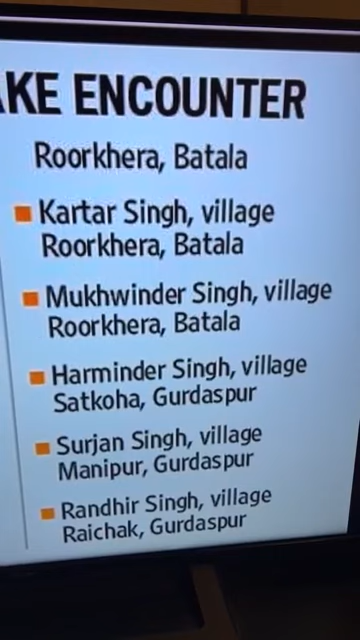 AKE ENCOUNTER
Roorkhera, Batala
Kartar Singh, village
Roorkhera, Batala
Mukhwinder Singh, village
Roorkhera, Batala
Harminder Singh, village
Satkoha, Gurdaspur
Surjan Singh, village
Manipur, Gurdaspur
Randhir Singh, village
Raichak, Gurdaspur